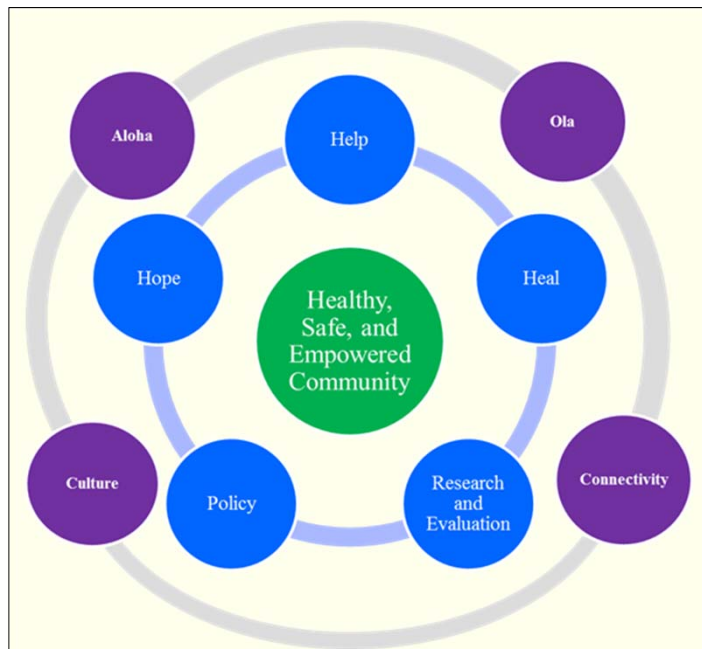 Aloha
Ola
Help
Hope
Heal
Healthy,
Safe, and
Empowered
Community
Culture
Connectivity
Policy
Research
and
Evaluation